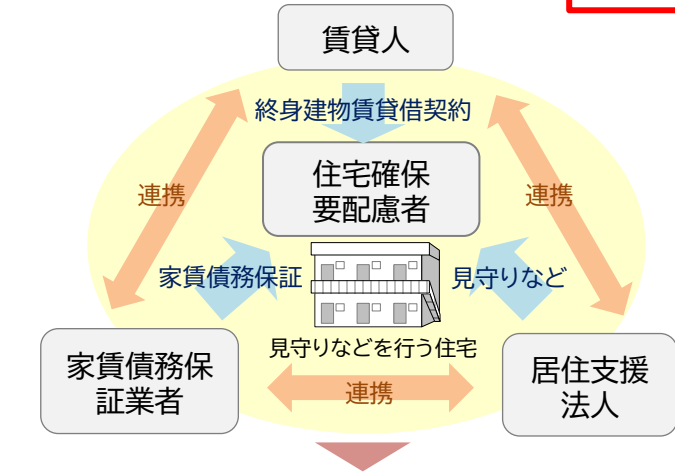 賃貸人
終身建物賃貸借契約
住宅確保
要配慮者
連携
連携
家賃債務保証
見守りなど
見守りなどを行う住宅
家賃債務保
証業者
連携
居住支援
法人